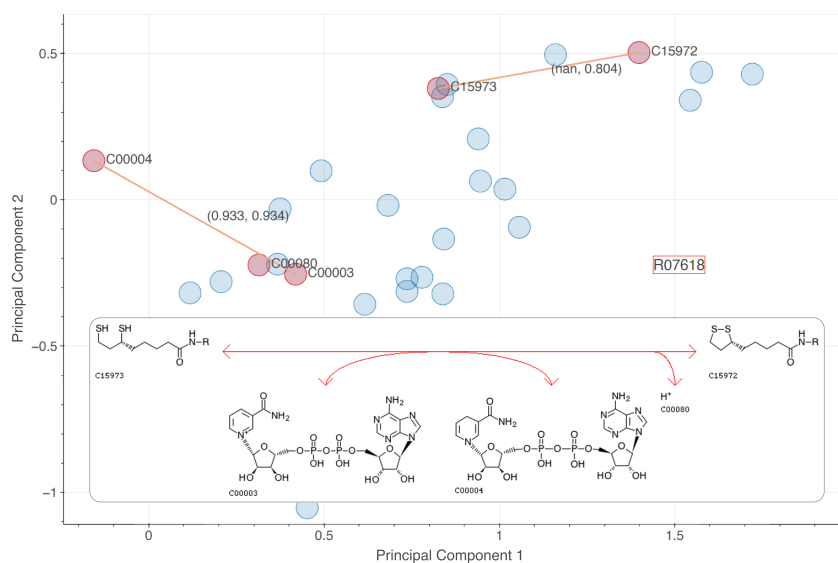 0.5
C15972
(nan, 0.804)
C15973
C00004
0
(0.933, 0.934)
C00080
C00003
R07618
Principal Component 2
−0.5
SH SH
H
N–R
O
C15973
S–S
H
N–R
O
C15972
H⁺
C00080
NH₂
O
NH₂
N⁺
O
O O
O–P–O–P–O
OH OH
N
N
N
N
O
HO OH
HO OH
C00003
NH₂
O
NH₂
N
O
O O
O–P–O–P–O
OH OH
N
N
N
N
O
HO OH
HO OH
C00004
−1
0 0.5 1 1.5
Principal Component 1